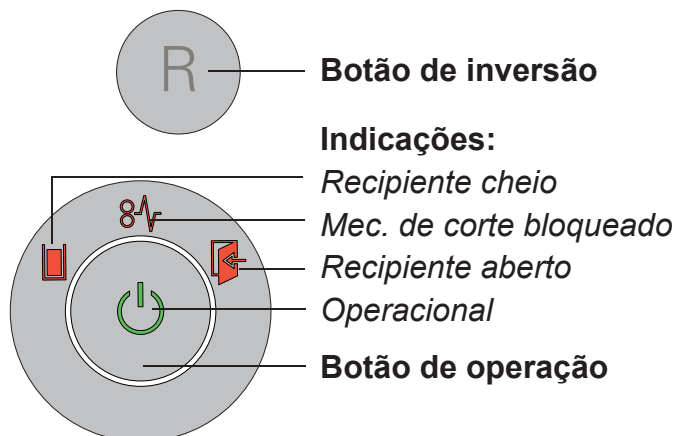 R
Botão de inversão
Indicações:
Recipiente cheio
Mec. de corte bloqueado
Recipiente aberto
Operacional
Botão de operação